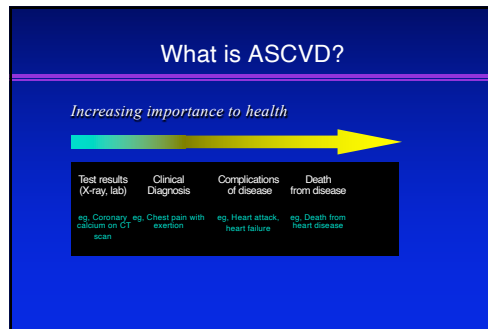 What is ASCVD?
Increasing importance to health
Test results
(X-ray, lab)
eg, Coronary
calcium on CT
scan
Clinical
Diagnosis
eg, Chest pain with
exertion
Complications
of disease
eg, Heart attack,
heart failure
Death
from disease
eg, Death from
heart disease